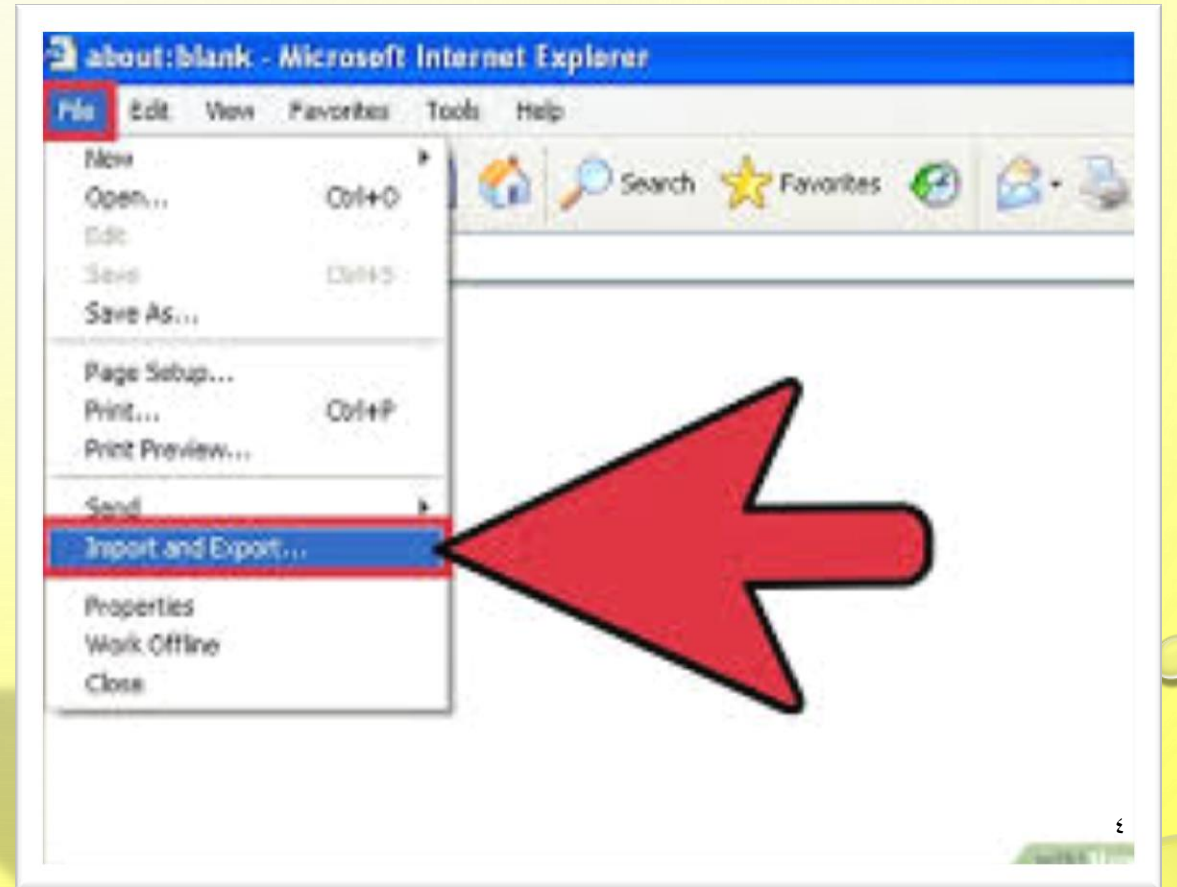 about:blank - Microsoft Internet Explorer
File Edit View Favorites Tools Help
Search Favorites
New
Open... Ctrl+O
Edit
Save Ctrl+S
Save As...
Page Setup...
Print... Ctrl+P
Print Preview...
Send
Import and Export...
Properties
Work Offline
Close
٤